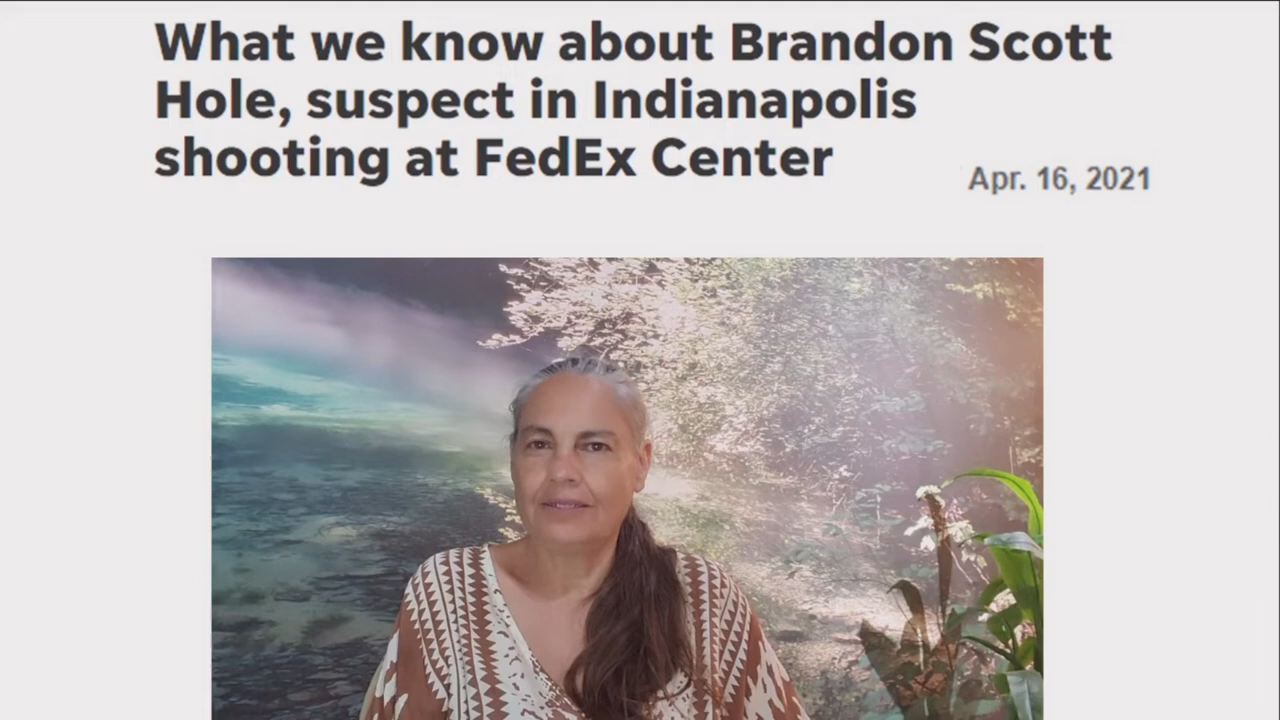 What we know about Brandon Scott
Hole, suspect in Indianapolis
shooting at FedEx Center
Apr. 16, 2021